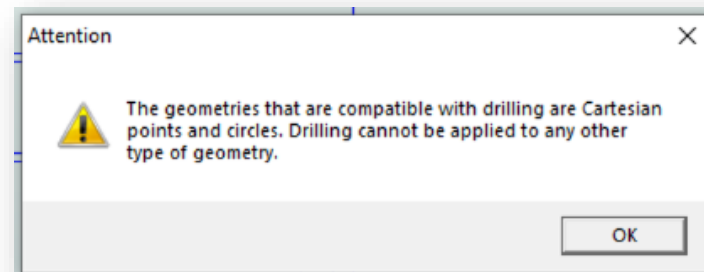 Attention
The geometries that are compatible with drilling are Cartesian
points and circles. Drilling cannot be applied to any other
type of geometry.
OK